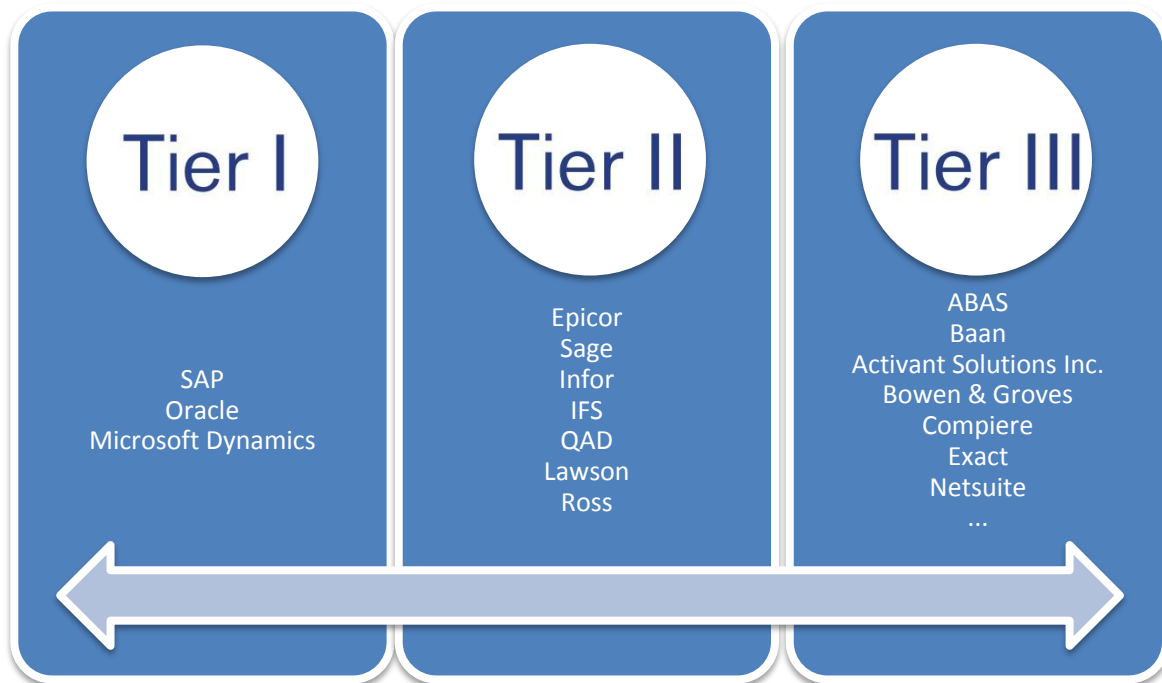 Tier I
SAP
Oracle
Microsoft Dynamics
Tier II
Epicor
Sage
Infor
IFS
QAD
Lawson
Ross
Tier III
ABAS
Baan
Activant Solutions Inc.
Bowen & Groves
Compiere
Exact
Netsuite
...